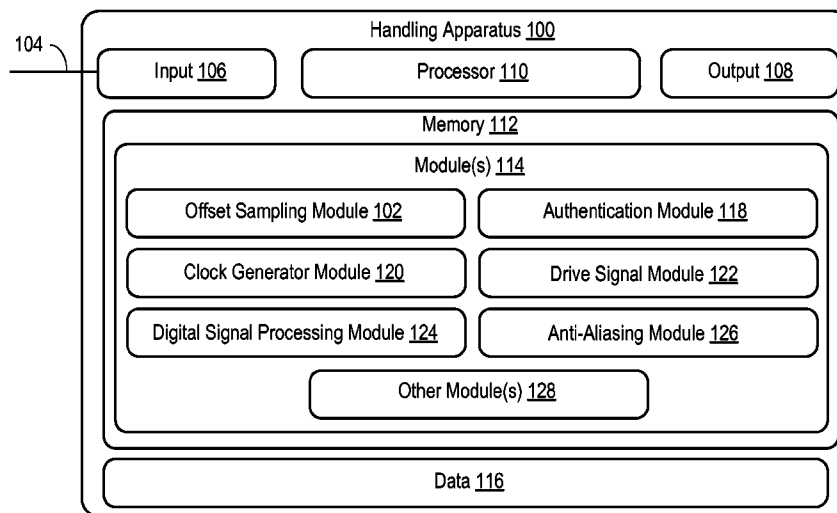 Handling Apparatus 100
104
Input 106
Processor 110
Output 108
Memory 112
Module(s) 114
Offset Sampling Module 102
Authentication Module 118
Clock Generator Module 120
Drive Signal Module 122
Digital Signal Processing Module 124
Anti-Aliasing Module 126
Other Module(s) 128
Data 116